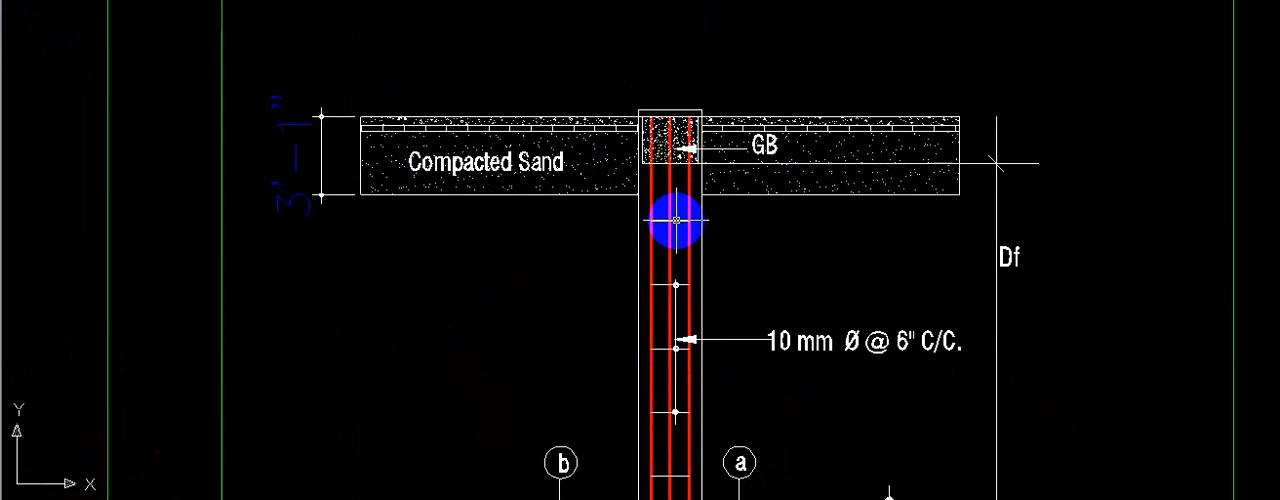 3'-1"
GB
Compacted Sand
Df
10 mm Ø @ 6" C/C.
Y
b
a
X